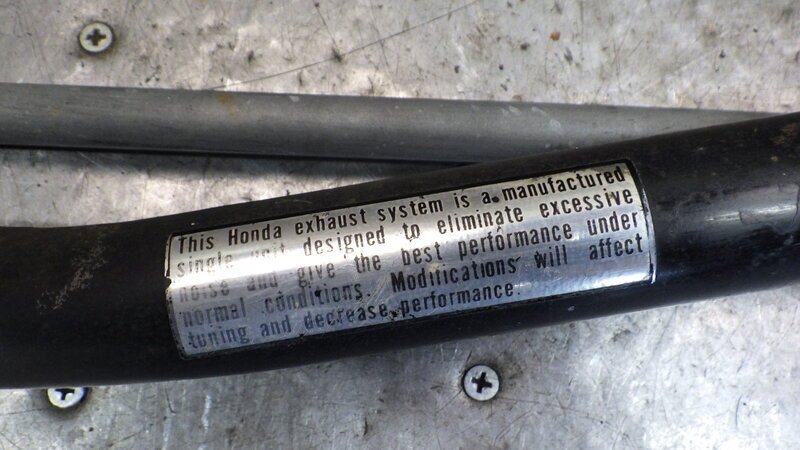 This Honda exhaust system is a manufactured
single unit designed to eliminate excessive
noise and give the best performance under
normal conditions. Modifications will affect
tuning and decrease performance.